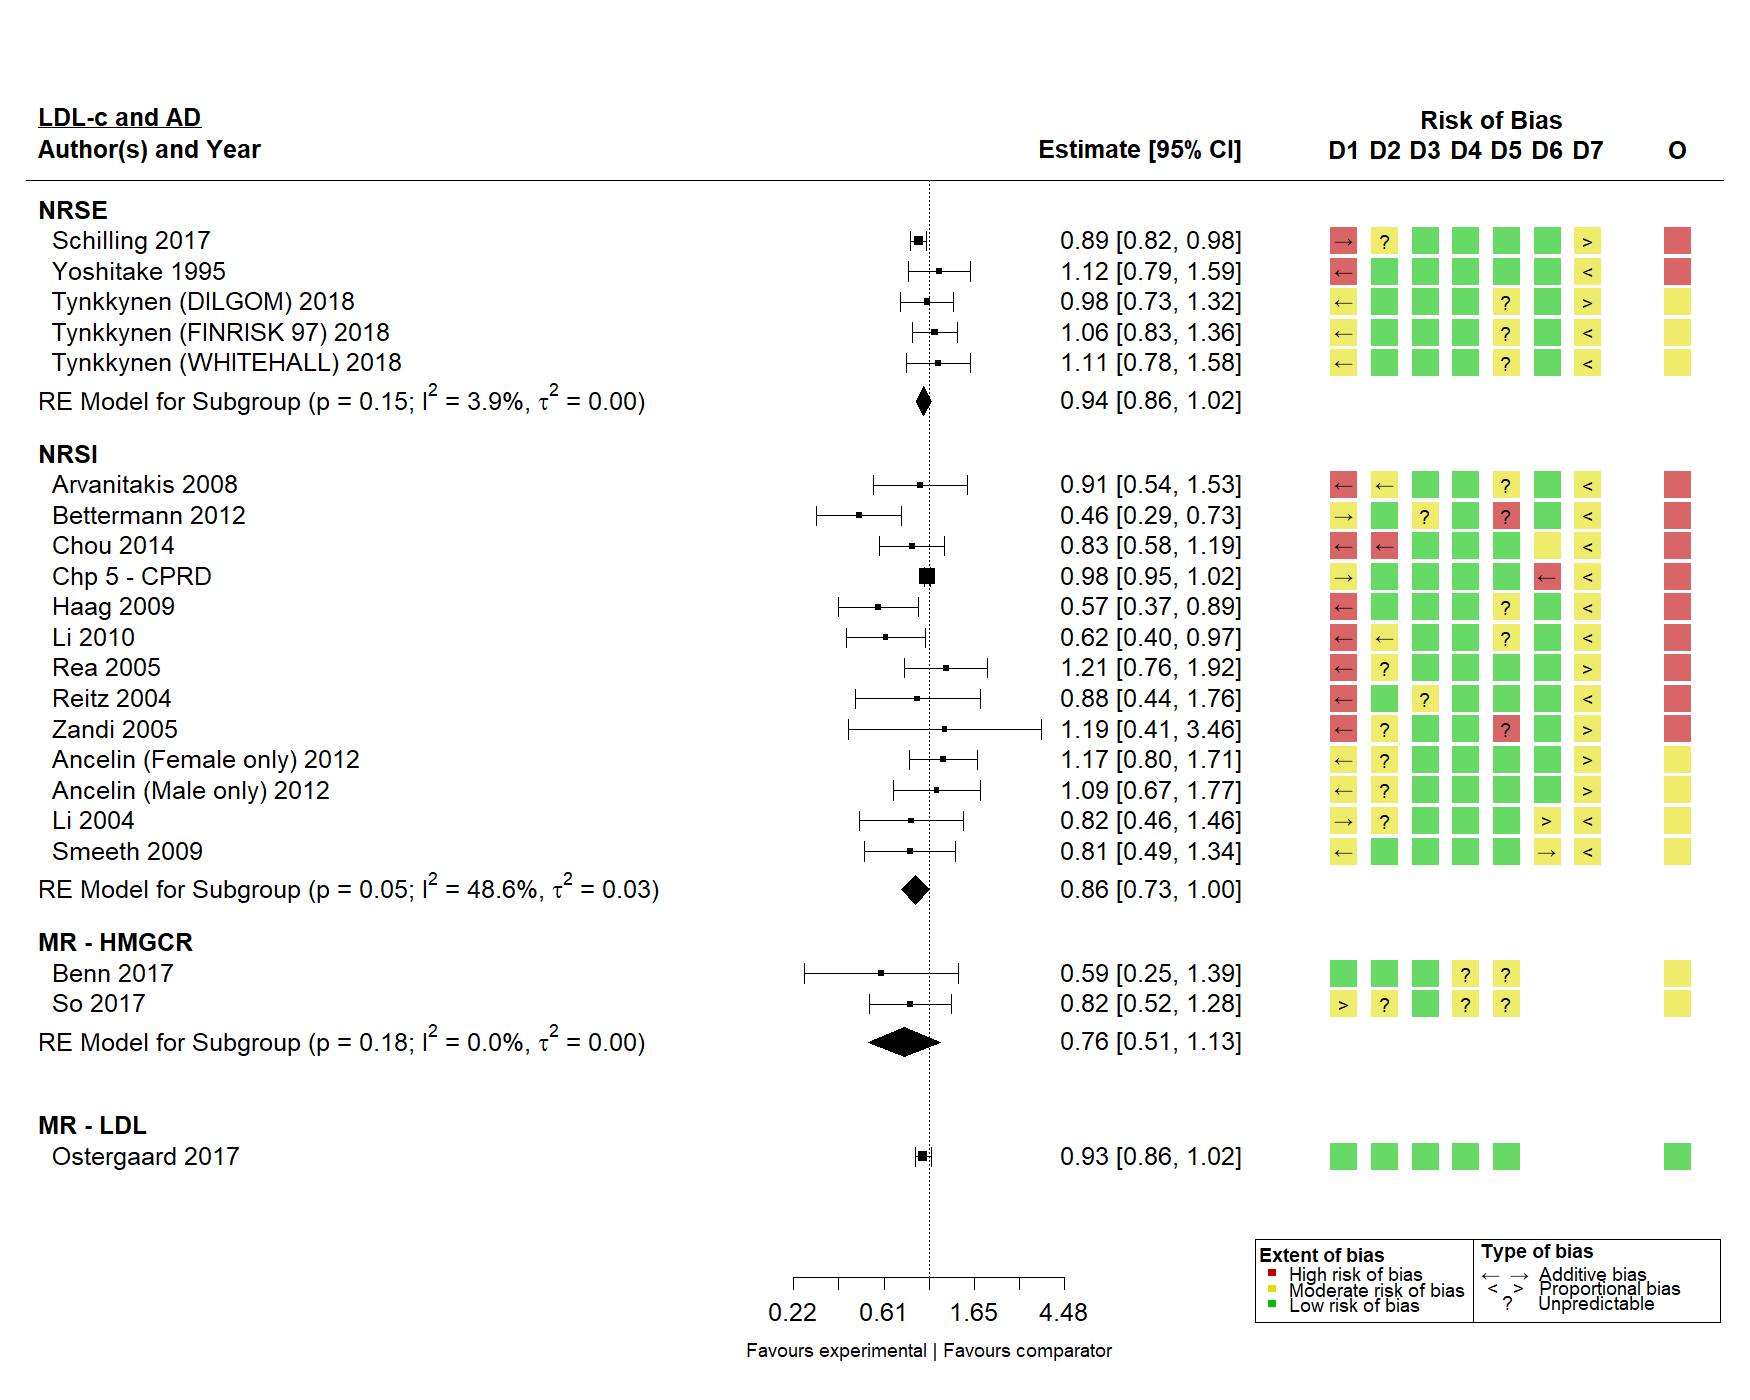 LDL-c and AD
Risk of Bias
Author(s) and Year Estimate [95% CI] D1 D2 D3 D4 D5 D6 D7 O
NRSE
Schilling 2017 0.89 [0.82, 0.98] → ? > 
Yoshitake 1995 1.12 [0.79, 1.59] ← <
Tynkkynen (DILGOM) 2018 0.98 [0.73, 1.32] ← ? >
Tynkkynen (FINRISK 97) 2018 1.06 [0.83, 1.36] ← ? <
Tynkkynen (WHITEHALL) 2018 1.11 [0.78, 1.58] ← ? <
RE Model for Subgroup (p = 0.15; I² = 3.9%, τ² = 0.00) 0.94 [0.86, 1.02]
NRSI
Arvanitakis 2008 0.91 [0.54, 1.53] ← ← ? <
Bettermann 2012 0.46 [0.29, 0.73] → ? ? <
Chou 2014 0.83 [0.58, 1.19] ← ← <
Chp 5 - CPRD 0.98 [0.95, 1.02] → ← <
Haag 2009 0.57 [0.37, 0.89] ← ? <
Li 2010 0.62 [0.40, 0.97] ← ← ? <
Rea 2005 1.21 [0.76, 1.92] ← ? >
Reitz 2004 0.88 [0.44, 1.76] ← ? <
Zandi 2005 1.19 [0.41, 3.46] ← ? ? >
Ancelin (Female only) 2012 1.17 [0.80, 1.71] ← ? >
Ancelin (Male only) 2012 1.09 [0.67, 1.77] ← ? >
Li 2004 0.82 [0.46, 1.46] → ? > <
Smeeth 2009 0.81 [0.49, 1.34] ← → <
RE Model for Subgroup (p = 0.05; I² = 48.6%, τ² = 0.03) 0.86 [0.73, 1.00]
MR - HMGCR
Benn 2017 0.59 [0.25, 1.39] ? ?
So 2017 0.82 [0.52, 1.28] > ? ? ?
RE Model for Subgroup (p = 0.18; I² = 0.0%, τ² = 0.00) 0.76 [0.51, 1.13]
MR - LDL
Ostergaard 2017 0.93 [0.86, 1.02]
0.22 0.61 1.65 4.48
Favours experimental | Favours comparator
Extent of bias
High risk of bias
Moderate risk of bias
Low risk of bias
Type of bias
← → Additive bias
< > Proportional bias
? Unpredictable